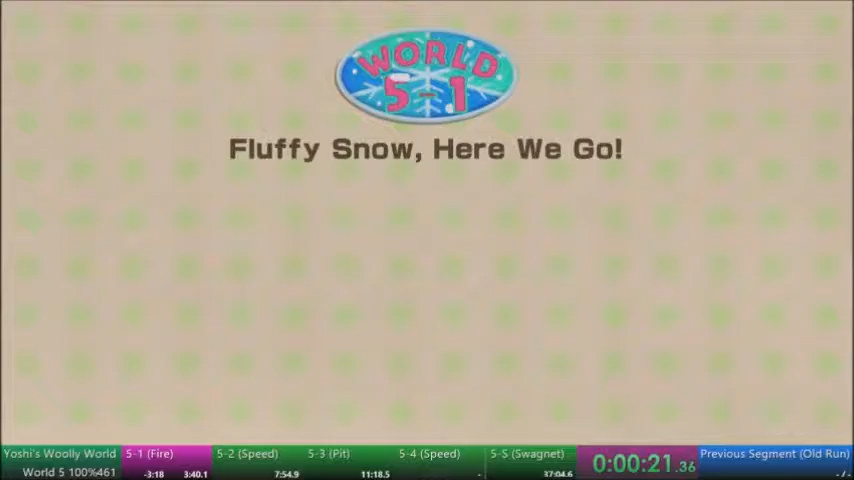 WORLD
5-1
Fluffy Snow, Here We Go!
Yoshi's Woolly World
World 5 100%461
5-1 (Fire)
-3:18 3:40.1
5-2 (Speed)
7:54.9
5-3 (Pit)
11:18.5
5-4 (Speed)
-
5-S (Swagnet)
37:04.6
0:00:21.36
Previous Segment (Old Run)
- / -